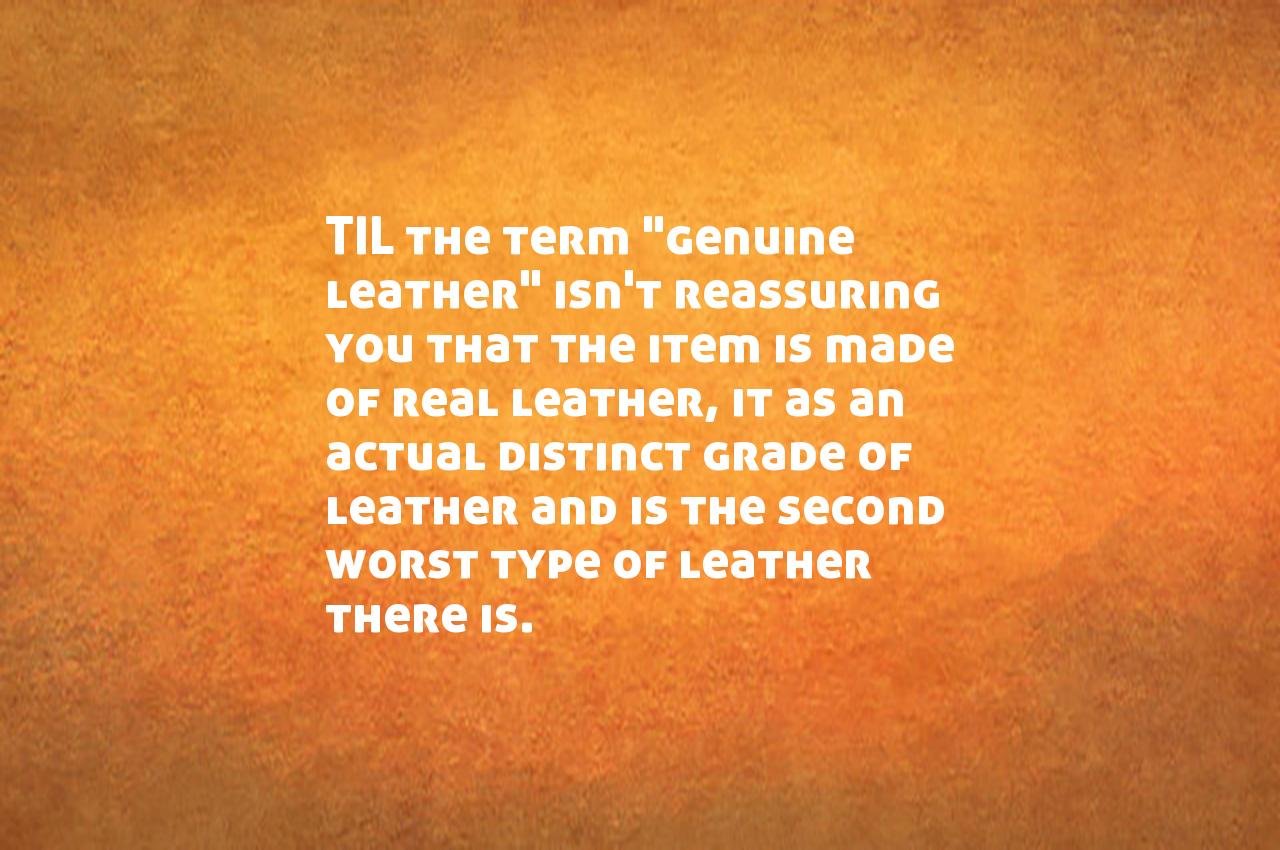 TIL the term "genuine
leather" isn't reassuring
you that the item is made
of real leather, it as an
actual distinct grade of
leather and is the second
worst type of leather
there is.